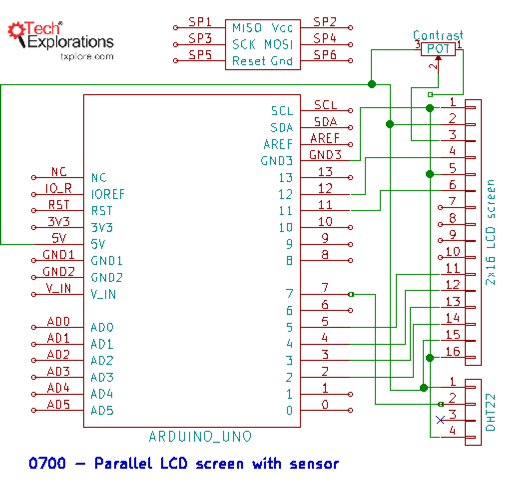 Tech
Explorations
txplore.com
SP1 MISO Vcc SP2
SP3 SCK MOSI SP4
SP5 Reset Gnd SP6
Contrast
3 POT 1
2
SCL SCL
SDA SDA
AREF AREF
GND3 GND3
NC NC 13 13
IO_R IOREF 12 12
RST RST 11 11
3V3 3V3 10 10
5V 5V 9 9
GND1 GND1 8 8
GND2 GND2
V_IN V_IN 7 7
6 6
AD0 AD0 5 5
AD1 AD1 4 4
AD2 AD2 3 3
AD3 AD3 2 2
AD4 AD4 1 1
AD5 AD5 0 0
ARDUINO_UNO
1
2
3
4
5
6
7
8
9
10
11
12
13
14
15
16
2x16 LCD screen
1
2
3
4
DHT22
0700 - Parallel LCD screen with sensor